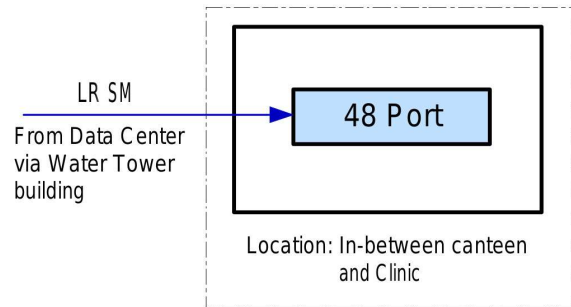 LR SM
From Data Center
via Water Tower
building
48 Port
Location: In-between canteen
and Clinic